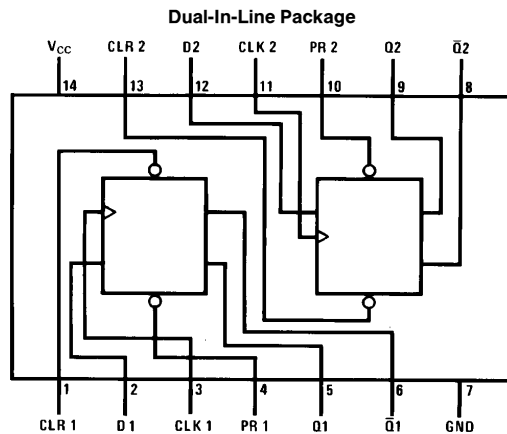 Dual-In-Line Package
VCC CLR 2 D2 CLK 2 PR 2 Q2 Q̅2
14 13 12 11 10 9 8
1 2 3 4 5 6 7
CLR 1 D1 CLK 1 PR 1 Q1 Q̅1 GND